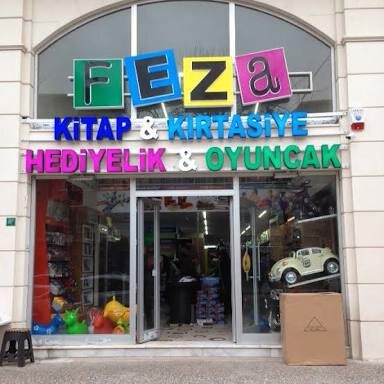 FEZa
KiTAP & KIRTASiYE
HEDiYELiK & OYUNCAK